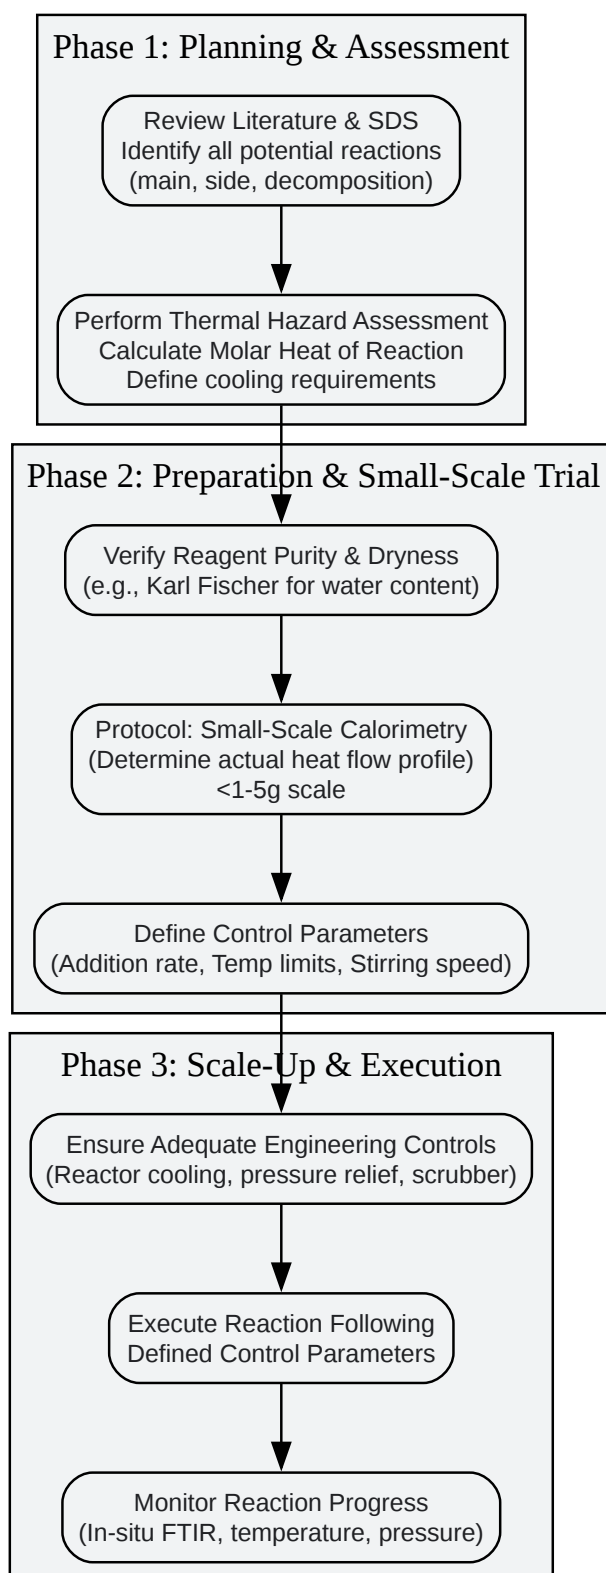 Phase 1: Planning & Assessment
Review Literature & SDS
Identify all potential reactions
(main, side, decomposition)
Perform Thermal Hazard Assessment
Calculate Molar Heat of Reaction
Define cooling requirements
Phase 2: Preparation & Small-Scale Trial
Verify Reagent Purity & Dryness
(e.g., Karl Fischer for water content)
Protocol: Small-Scale Calorimetry
(Determine actual heat flow profile)
<1-5g scale
Define Control Parameters
(Addition rate, Temp limits, Stirring speed)
Phase 3: Scale-Up & Execution
Ensure Adequate Engineering Controls
(Reactor cooling, pressure relief, scrubber)
Execute Reaction Following
Defined Control Parameters
Monitor Reaction Progress
(In-situ FTIR, temperature, pressure)